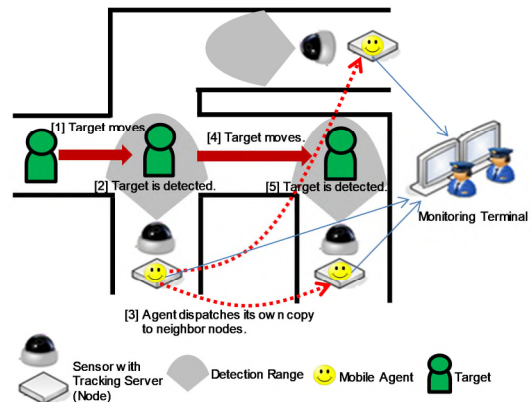 [1] Target moves.
[4] Target moves.
[2] Target is detected.
[5] Target is detected.
Monitoring Terminal
[3] Agent dispatches its own copy
to neighbor nodes.
Sensor with
Tracking Server
(Node)
Detection Range
Mobile Agent
Target